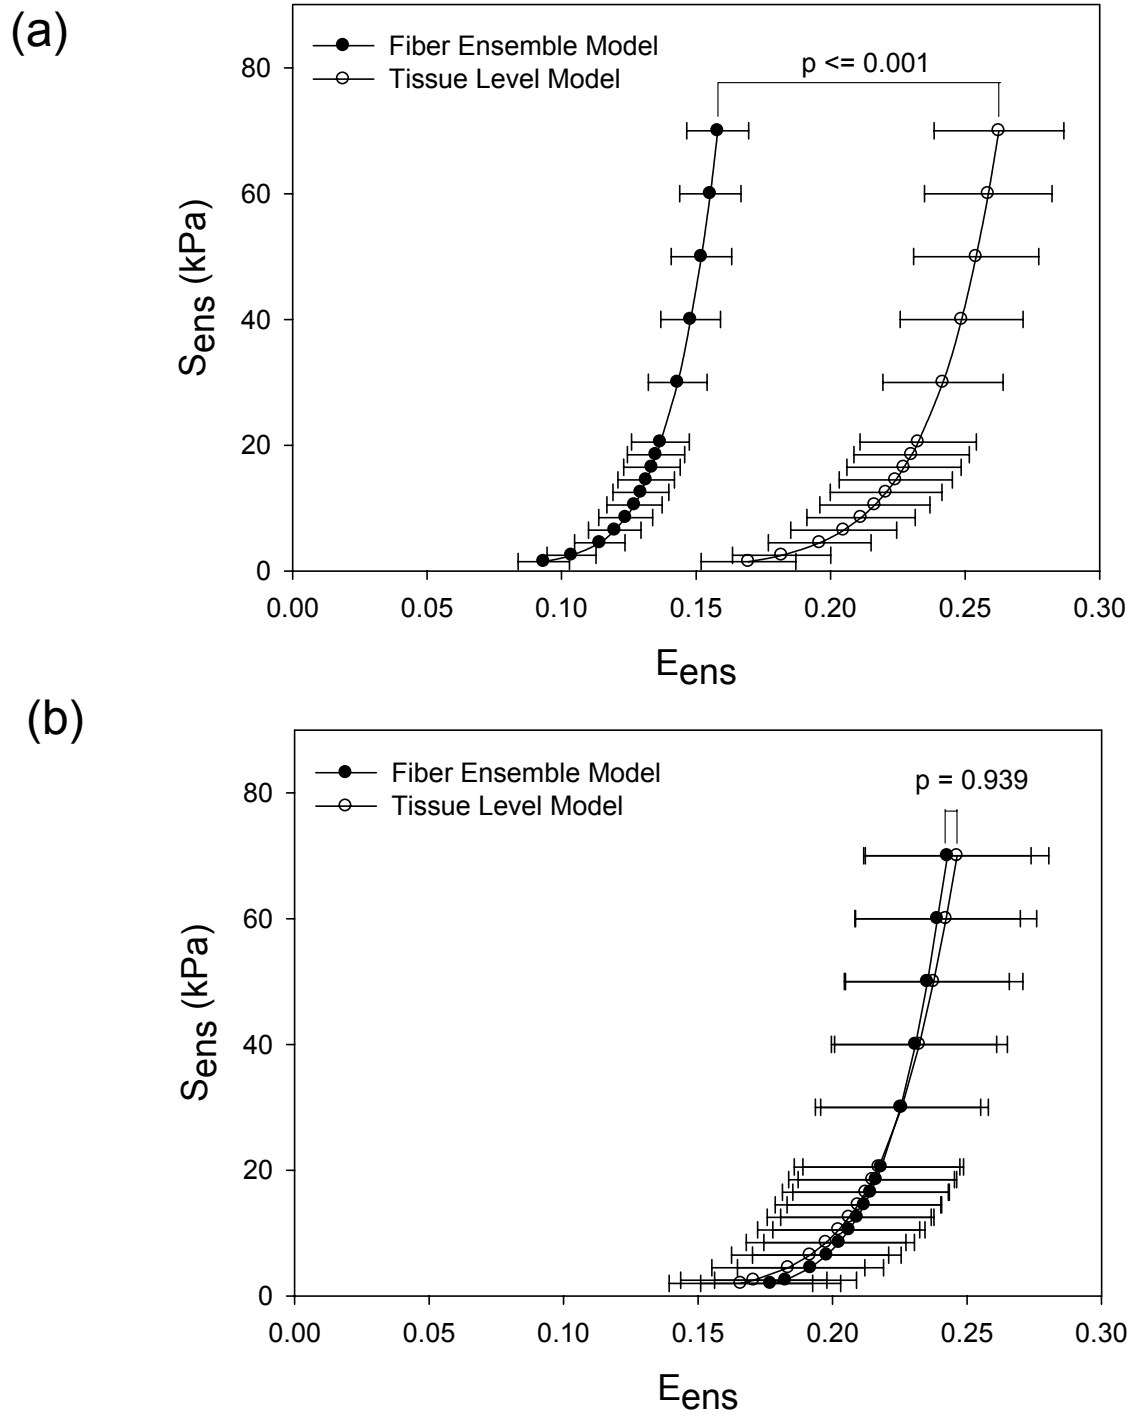 (a)
Fiber Ensemble Model
Tissue Level Model
p <= 0.001
80
60
40
20
0
Sens (kPa)
0.00 0.05 0.10 0.15 0.20 0.25 0.30
Eens
(b)
Fiber Ensemble Model
Tissue Level Model
p = 0.939
80
60
40
20
0
Sens (kPa)
0.00 0.05 0.10 0.15 0.20 0.25 0.30
Eens